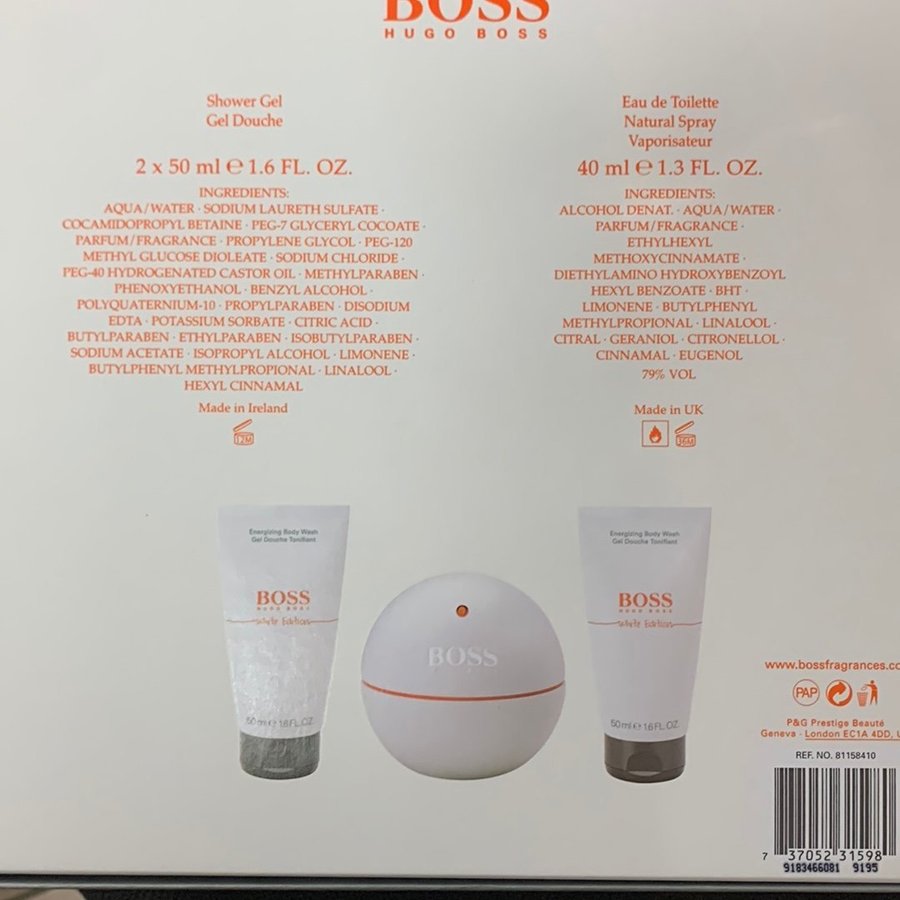 BOSS
HUGO BOSS
Shower Gel
Gel Douche
2 x 50 ml ℮ 1.6 FL. OZ.
INGREDIENTS:
AQUA/WATER · SODIUM LAURETH SULFATE ·
COCAMIDOPROPYL BETAINE · PEG-7 GLYCERYL COCOATE ·
PARFUM/FRAGRANCE · PROPYLENE GLYCOL · PEG-120
METHYL GLUCOSE DIOLEATE · SODIUM CHLORIDE ·
PEG-40 HYDROGENATED CASTOR OIL · METHYLPARABEN ·
PHENOXYETHANOL · BENZYL ALCOHOL ·
POLYQUATERNIUM-10 · PROPYLPARABEN · DISODIUM
EDTA · POTASSIUM SORBATE · CITRIC ACID ·
BUTYLPARABEN · ETHYLPARABEN · ISOBUTYLPARABEN ·
SODIUM ACETATE · ISOPROPYL ALCOHOL · LIMONENE ·
BUTYLPHENYL METHYLPROPIONAL · LINALOOL ·
HEXYL CINNAMAL
Made in Ireland
12M
Eau de Toilette
Natural Spray
Vaporisateur
40 ml ℮ 1.3 FL. OZ.
INGREDIENTS:
ALCOHOL DENAT. · AQUA/WATER ·
PARFUM/FRAGRANCE ·
ETHYLHEXYL
METHOXYCINNAMATE ·
DIETHYLAMINO HYDROXYBENZOYL
HEXYL BENZOATE · BHT ·
LIMONENE · BUTYLPHENYL
METHYLPROPIONAL · LINALOOL ·
CITRAL · GERANIOL · CITRONELLOL ·
CINNAMAL · EUGENOL
79% VOL
Made in UK
36M
Energizing Body Wash
Gel Douche Tonifiant
BOSS
HUGO BOSS
White Edition
50 ml ℮ 1.6 FL. OZ.
BOSS
Energizing Body Wash
Gel Douche Tonifiant
BOSS
HUGO BOSS
White Edition
50 ml ℮ 1.6 FL. OZ.
www.bossfragrances.co
PAP
P&G Prestige Beauté
Geneva - London EC1A 4DD, U
REF. NO. 81158410
7 37052 31598
9183466081 9195